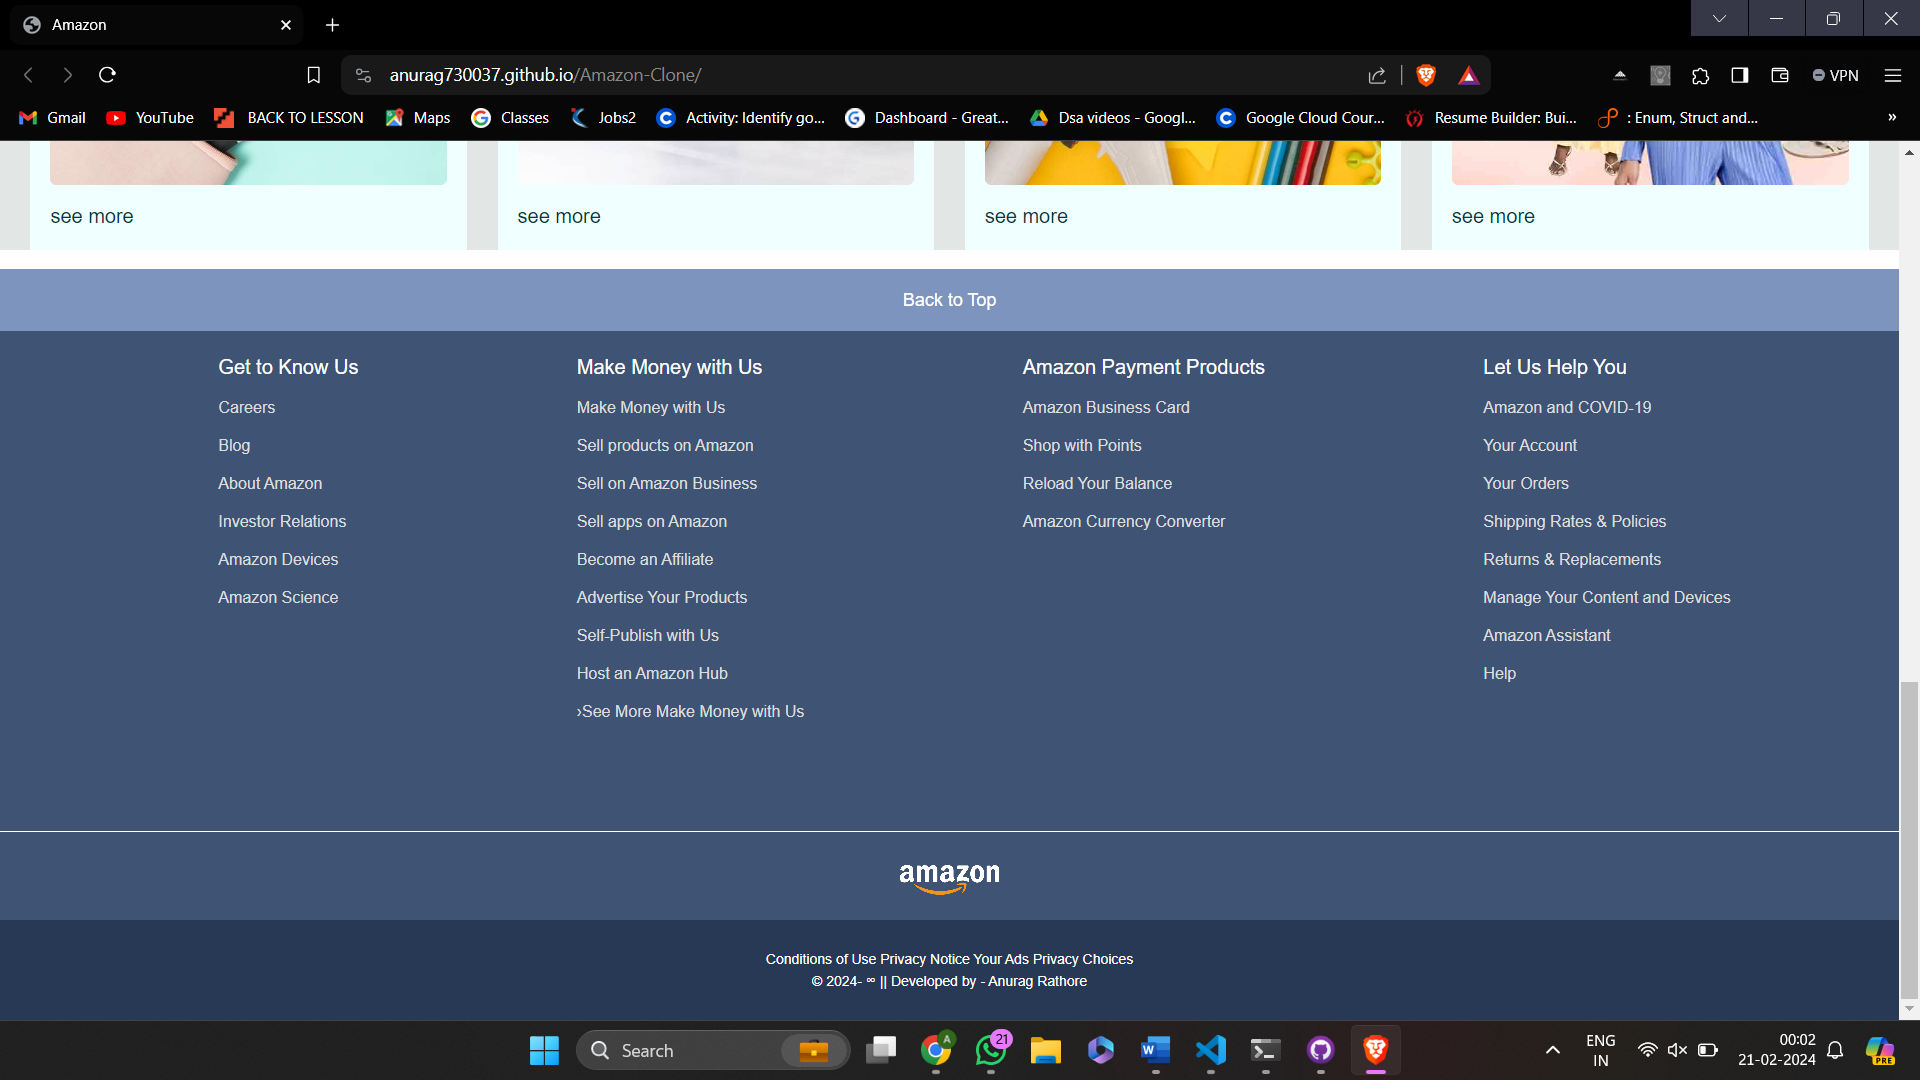 Amazon
anurag730037.github.io/Amazon-Clone/
VPN
Gmail
YouTube
BACK TO LESSON
Maps
Classes
Jobs2
Activity: Identify go...
Dashboard - Great...
Dsa videos - Googl...
Google Cloud Cour...
Resume Builder: Bui...
: Enum, Struct and...
»
see more
see more
see more
see more
Back to Top
Get to Know Us
Careers
Blog
About Amazon
Investor Relations
Amazon Devices
Amazon Science
Make Money with Us
Make Money with Us
Sell products on Amazon
Sell on Amazon Business
Sell apps on Amazon
Become an Affiliate
Advertise Your Products
Self-Publish with Us
Host an Amazon Hub
›See More Make Money with Us
Amazon Payment Products
Amazon Business Card
Shop with Points
Reload Your Balance
Amazon Currency Converter
Let Us Help You
Amazon and COVID-19
Your Account
Your Orders
Shipping Rates & Policies
Returns & Replacements
Manage Your Content and Devices
Amazon Assistant
Help
amazon
Conditions of Use Privacy Notice Your Ads Privacy Choices
© 2024- ∞ || Developed by - Anurag Rathore
Search
A
21
W
ENG
IN
00:02
21-02-2024
PRE